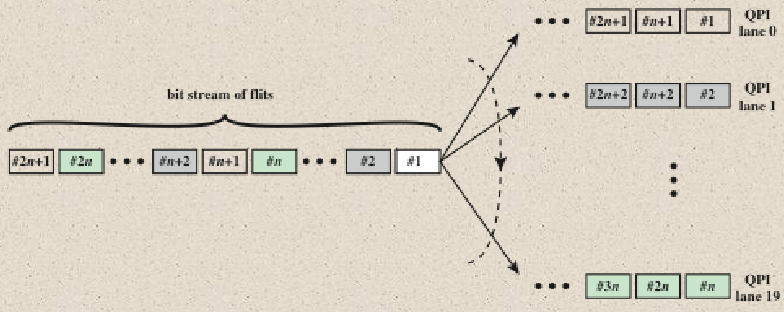 #2n+1 #n+1 #1 QPI
lane 0
bit stream of flits
#2n+2 #n+2 #2 QPI
lane 1
#2n+1 #2n #n+2 #n+1 #n #2 #1
#3n #2n #n QPI
lane 19